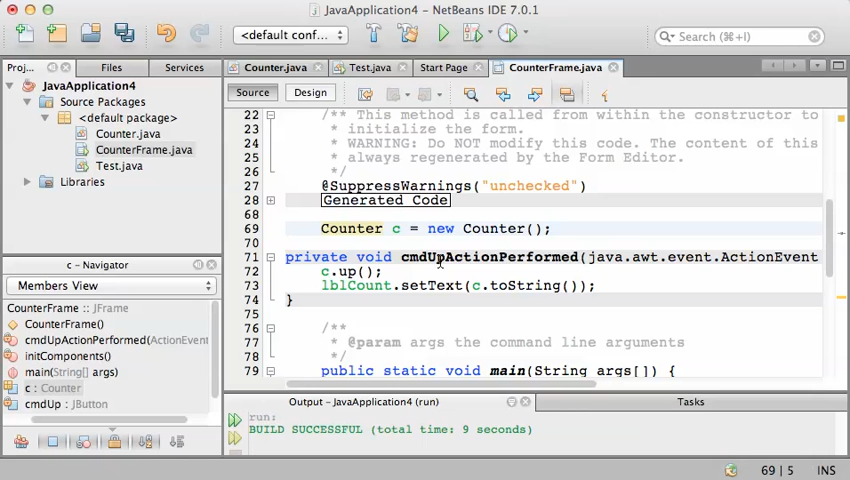 JavaApplication4 - NetBeans IDE 7.0.1
<default conf...
Search (⌘+I)
Proj...
Files
Services
Counter.java
Test.java
Start Page
CounterFrame.java
JavaApplication4
Source Packages
<default package>
Counter.java
CounterFrame.java
Test.java
Libraries
Source
Design
22 /** This method is called from within the constructor to
23 * initialize the form.
24 * WARNING: Do NOT modify this code. The content of this
25 * always regenerated by the Form Editor.
26 */
27 @SuppressWarnings("unchecked")
28 Generated Code
68
69 Counter c = new Counter();
70
71 private void cmdUpActionPerformed(java.awt.event.ActionEvent
72 c.up();
73 lblCount.setText(c.toString());
74 }
75
76 /**
77 * @param args the command line arguments
78 */
79 public static void main(String args[]) {
c - Navigator
Members View
CounterFrame :: JFrame
CounterFrame()
cmdUpActionPerformed(ActionEvent
initComponents()
main(String[] args)
c : Counter
cmdUp : JButton
Output - JavaApplication4 (run)
Tasks
run:
BUILD SUCCESSFUL (total time: 9 seconds)
69 | 5
INS